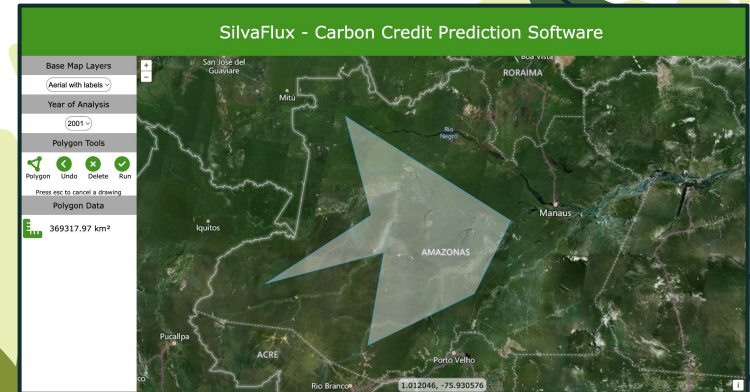 SilvaFlux - Carbon Credit Prediction Software
Base Map Layers
Aerial with labels
Year of Analysis
2001
Polygon Tools
Polygon Undo Delete Run
Press esc to cancel a drawing
Polygon Data
369317.97 km²
+
−
San José del
Guaviare
Mitú
Boa Vista
RORAIMA
Rio
Negro
Manaus
Iquitos
AMAZONAS
Pucallpa
ACRE
Porto Velho
Rio Branco
1.012046, -75.930576
i